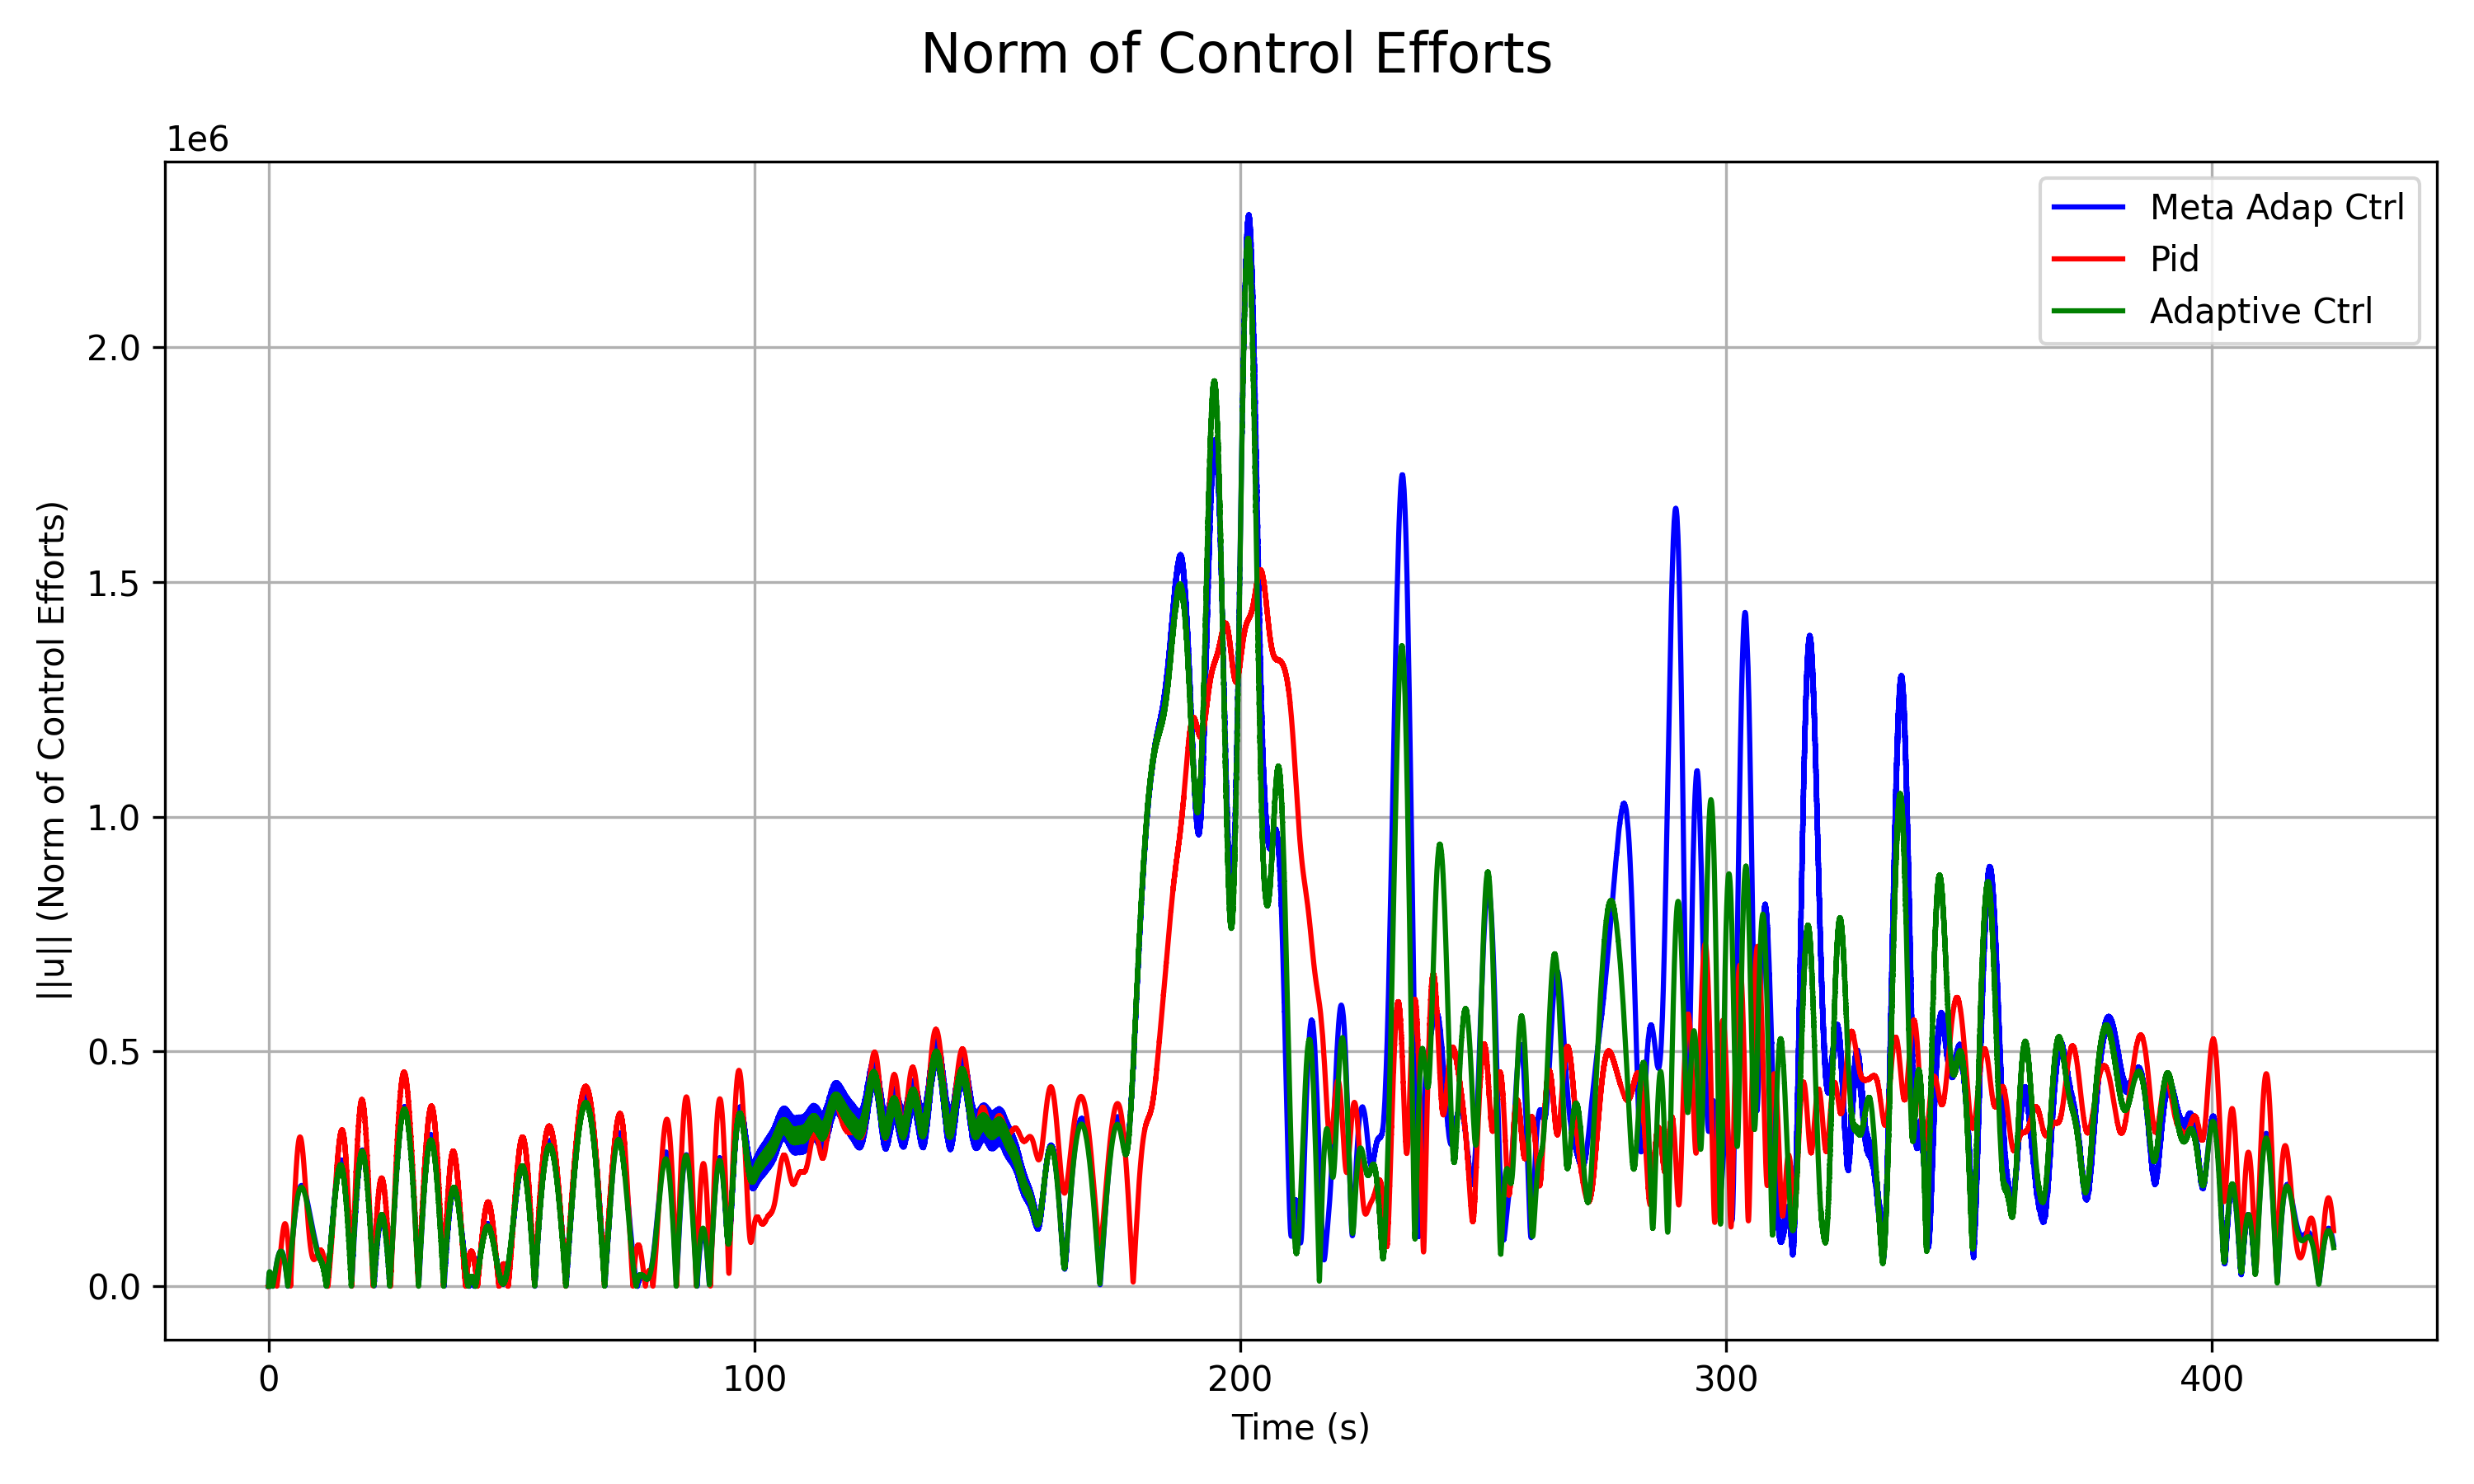 Norm of Control Efforts
1e6
Meta Adap Ctrl
Pid
Adaptive Ctrl
2.0
1.5
1.0
0.5
0.0
||u|| (Norm of Control Efforts)
0 100 200 300 400
Time (s)